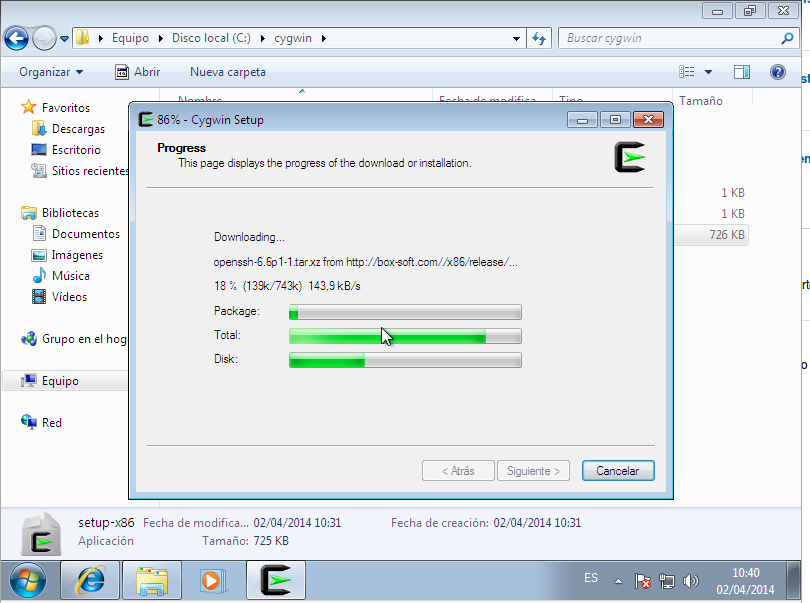 Equipo Disco local (C:) cygwin
Buscar cygwin
Organizar Abrir Nueva carpeta
Nombre Fecha de modifica... Tipo Tamaño
Favoritos
Descargas
Escritorio
Sitios recientes
Bibliotecas
Documentos
Imágenes
Música
Vídeos
Grupo en el hog
Equipo
Red
1 KB
1 KB
726 KB
86% - Cygwin Setup
Progress
This page displays the progress of the download or installation.
Downloading...
openssh-6.6p1-1.tar.xz from http://box-soft.com//x86/release/...
18 % (139k/743k) 143,9 kB/s
Package:
Total:
Disk:
< Atrás Siguiente > Cancelar
setup-x86 Fecha de modifica... 02/04/2014 10:31 Fecha de creación: 02/04/2014 10:31
Aplicación Tamaño: 725 KB
ES
10:40
02/04/2014